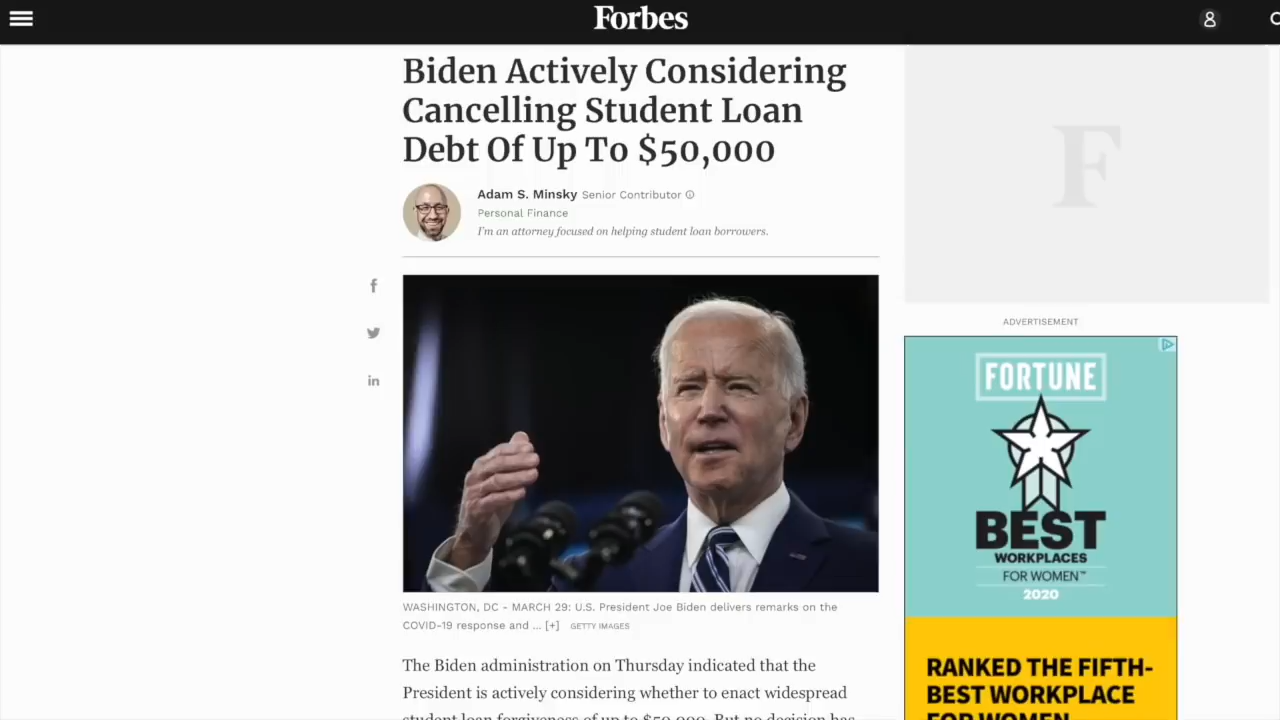 Forbes
Biden Actively Considering
Cancelling Student Loan
Debt Of Up To $50,000
Adam S. Minsky Senior Contributor
Personal Finance
I'm an attorney focused on helping student loan borrowers.
WASHINGTON, DC - MARCH 29: U.S. President Joe Biden delivers remarks on the
COVID-19 response and ... [+] GETTY IMAGES
The Biden administration on Thursday indicated that the
President is actively considering whether to enact widespread
student loan forgiveness of up to $50,000. But no decision has
F
ADVERTISEMENT
FORTUNE
BEST
WORKPLACES
FOR WOMEN™
2020
RANKED THE FIFTH-
BEST WORKPLACE
FOR WOMEN